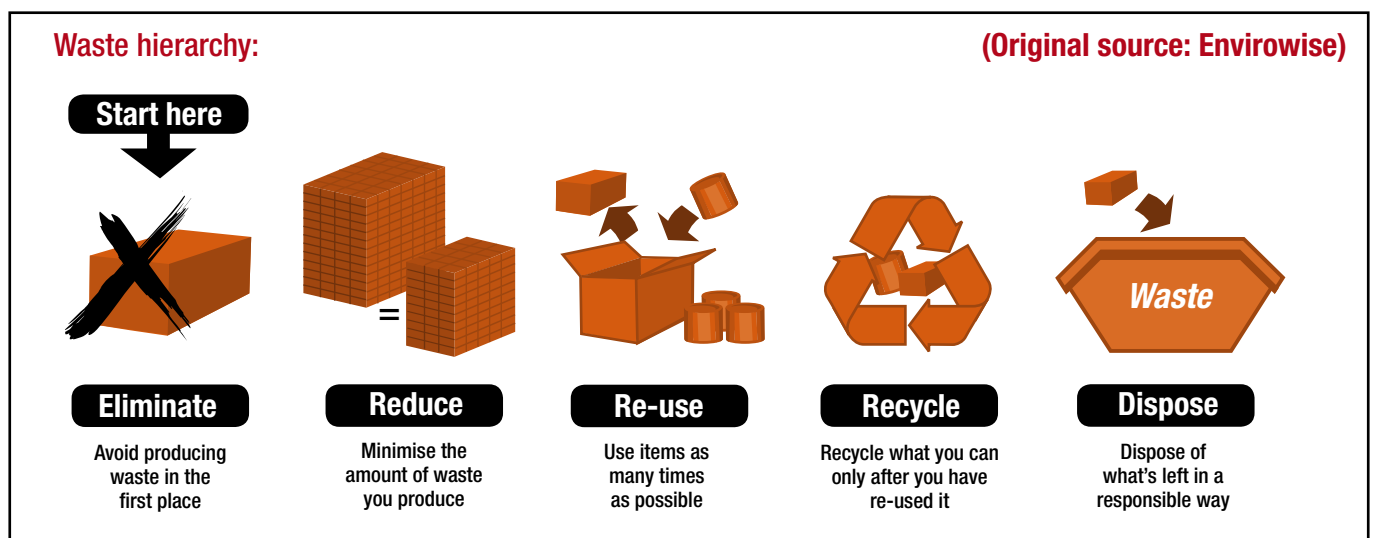 Waste hierarchy:
(Original source: Envirowise)
Start here
=
Waste
Eliminate
Avoid producing
waste in the
first place
Reduce
Minimise the
amount of waste
you produce
Re-use
Use items as
many times
as possible
Recycle
Recycle what you can
only after you have
re-used it
Dispose
Dispose of
what's left in a
responsible way